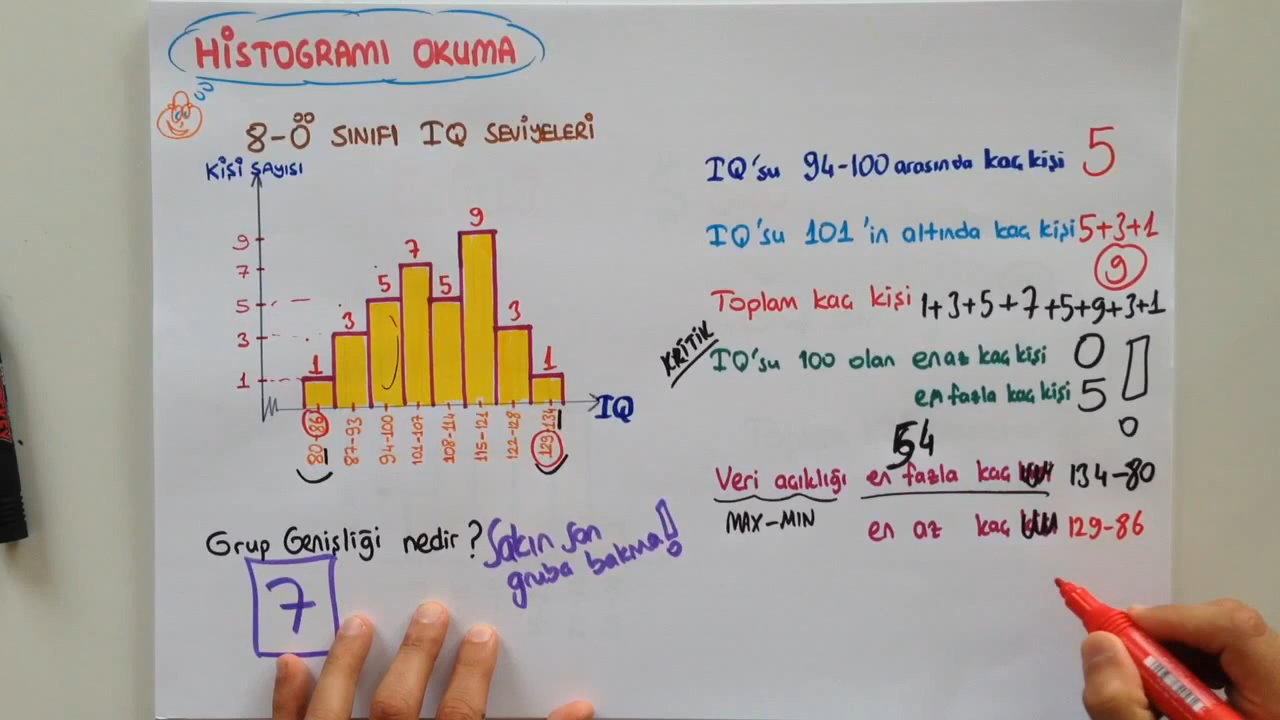 HİSTOGRAMI OKUMA
8-Ö SINIFI IQ SEVİYELERİ
KİŞİ SAYISI
9
7
5
3
1
1
3
5
7
5
9
3
1
IQ
80-86
87-93
94-100
101-107
108-114
115-121
122-128
129-134
Grup Genişliği nedir?
Sakın son
gruba bakma!
7
IQ'su 94-100 arasında kaç kişi 5
IQ'su 101'in altında kaç kişi 5+3+1
9
Toplam kaç kişi 1+3+5+7+5+9+3+1
KRİTİK
IQ'su 100 olan en az kaç kişi 0
en fazla kaç kişi 5
!
54
Veri açıklığı en fazla kaç 134-80
MAX-MIN
en az kaç 129-86